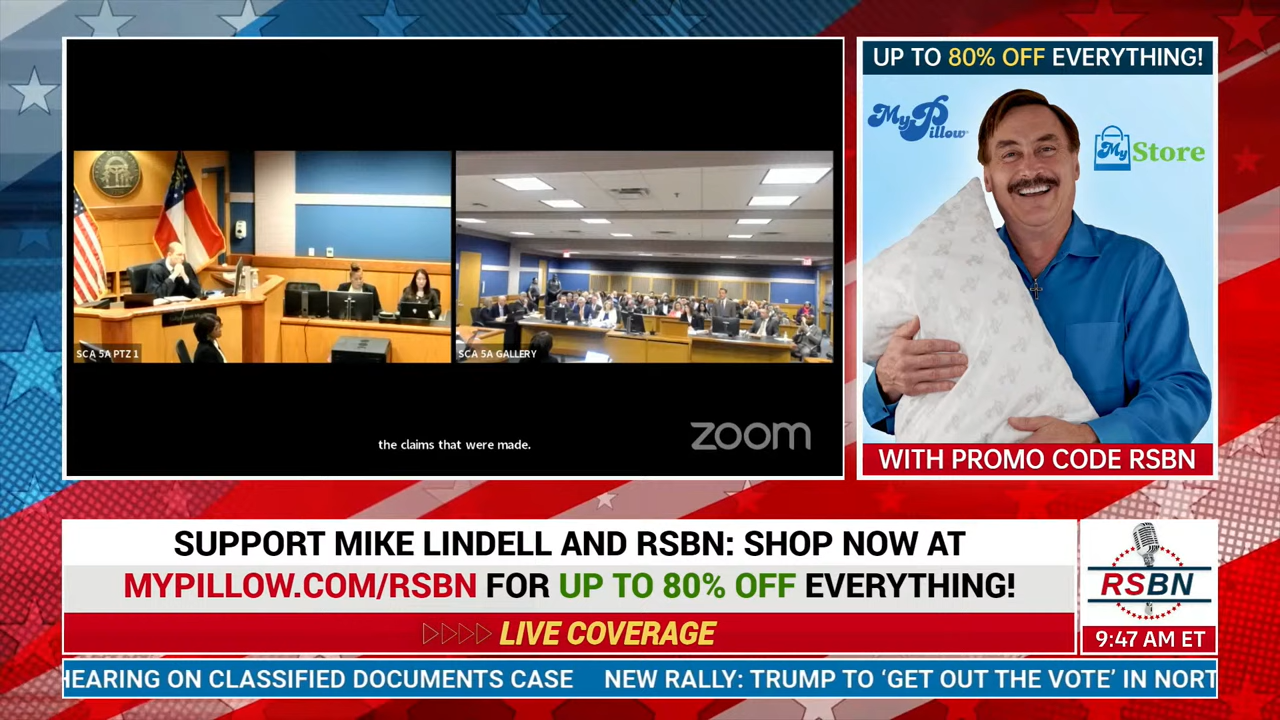 SCA 5A PTZ 1
SCA 5A GALLERY
the claims that were made.
zoom
UP TO 80% OFF EVERYTHING!
MyPillow
My Store
WITH PROMO CODE RSBN
SUPPORT MIKE LINDELL AND RSBN: SHOP NOW AT
MYPILLOW.COM/RSBN FOR UP TO 80% OFF EVERYTHING!
LIVE COVERAGE
RSBN
9:47 AM ET
HEARING ON CLASSIFIED DOCUMENTS CASE NEW RALLY: TRUMP TO ‘GET OUT THE VOTE’ IN NORT